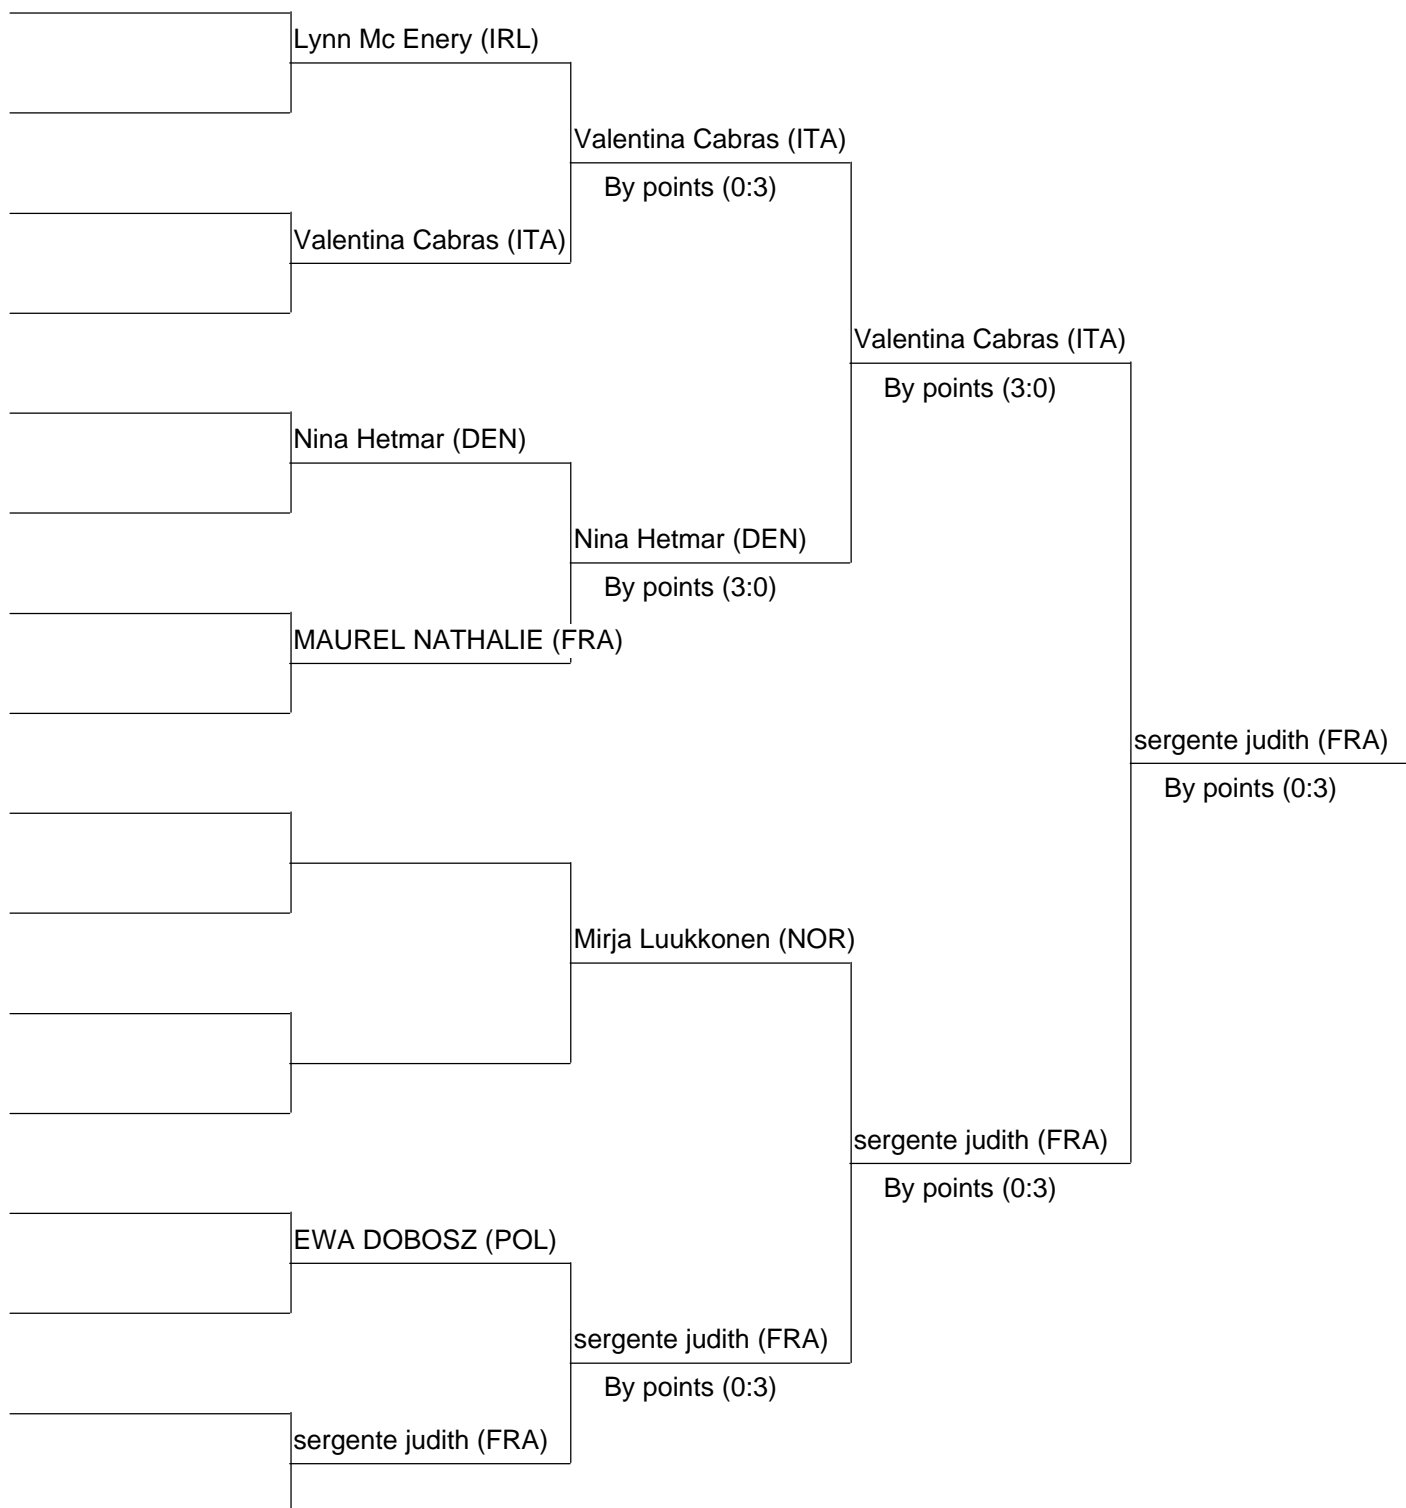 Lynn Mc Enery (IRL)
Valentina Cabras (ITA)
By points (0:3)
Valentina Cabras (ITA)
Valentina Cabras (ITA)
By points (3:0)
Nina Hetmar (DEN)
Nina Hetmar (DEN)
By points (3:0)
MAUREL NATHALIE (FRA)
sergente judith (FRA)
By points (0:3)
Mirja Luukkonen (NOR)
sergente judith (FRA)
By points (0:3)
EWA DOBOSZ (POL)
sergente judith (FRA)
By points (0:3)
sergente judith (FRA)